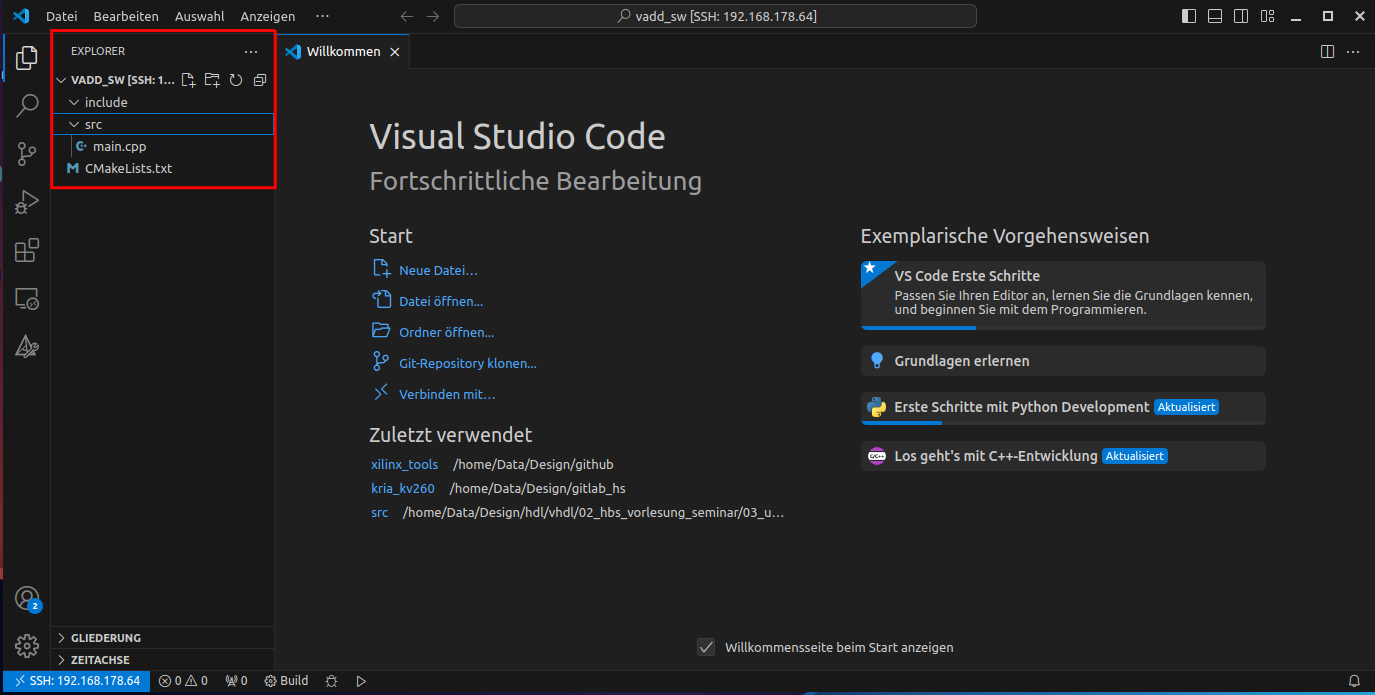 Datei Bearbeiten Auswahl Anzeigen ···
vadd_sw [SSH: 192.168.178.64]
EXPLORER ···
VADD_SW [SSH: 1...
include
src
main.cpp
M CMakeLists.txt
GLIEDERUNG
ZEITACHSE
Willkommen
Visual Studio Code
Fortschrittliche Bearbeitung
Start
Neue Datei...
Datei öffnen...
Ordner öffnen...
Git-Repository klonen...
Verbinden mit...
Zuletzt verwendet
xilinx_tools /home/Data/Design/github
kria_kv260 /home/Data/Design/gitlab_hs
src /home/Data/Design/hdl/vhdl/02_hbs_vorlesung_seminar/03_u...
Exemplarische Vorgehensweisen
VS Code Erste Schritte
Passen Sie Ihren Editor an, lernen Sie die Grundlagen kennen,
und beginnen Sie mit dem Programmieren.
Grundlagen erlernen
Erste Schritte mit Python Development Aktualisiert
C/C++ Los geht's mit C++-Entwicklung Aktualisiert
Willkommensseite beim Start anzeigen
2
SSH: 192.168.178.64 0 0 0 Build